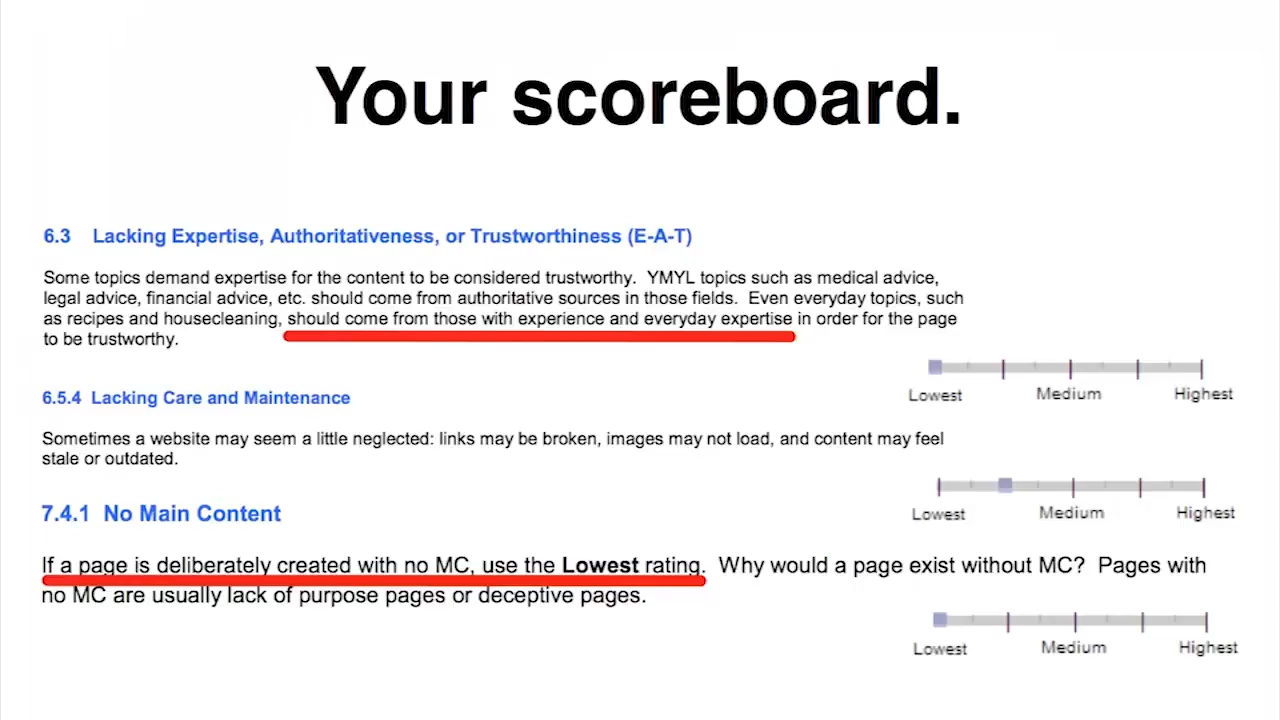 Your scoreboard.
6.3 Lacking Expertise, Authoritativeness, or Trustworthiness (E-A-T)
Some topics demand expertise for the content to be considered trustworthy. YMYL topics such as medical advice,
legal advice, financial advice, etc. should come from authoritative sources in those fields. Even everyday topics, such
as recipes and housecleaning, should come from those with experience and everyday expertise in order for the page
to be trustworthy.
Lowest Medium Highest
6.5.4 Lacking Care and Maintenance
Sometimes a website may seem a little neglected: links may be broken, images may not load, and content may feel
stale or outdated.
Lowest Medium Highest
7.4.1 No Main Content
If a page is deliberately created with no MC, use the Lowest rating. Why would a page exist without MC? Pages with
no MC are usually lack of purpose pages or deceptive pages.
Lowest Medium Highest